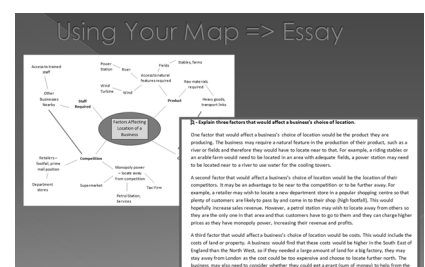 Using Your Map => Essay
Access to trained
staff
Other
Businesses
Nearby
Staff
Required
Power
Station
River
Wind
Turbine
Wind
Fields
Stables, farms
Access to natural
features required
Raw materials
required
Product
Heavy goods,
transport links
Factors Affecting
Location of a
Business
Competition
Retailers –
footfall, prime
mall position
Department
stores
Supermarket
Monopoly power
– locate away
from competition
Petrol Station,
Services
Taxi Firm
- Explain three factors that would affect a business's choice of location.
One factor that would affect a business's choice of location would be the product they are
producing. The business may require a natural feature in the production of their product, such as a
river or fields and therefore they would have to locate near to that. For example, a riding stables or
an arable farm would need to be located in an area with adequate fields, a power station may need
to be located near to a river to use water for the cooling towers.
A second factor that would affect a business's choice of location would be the location of their
competitors. It may be an advantage to be near to the competition or to be further away. For
example, a retailer may wish to locate a new department store in a popular shopping centre so that
plenty of customers are likely to pass by and come in to their shop (high footfall). This would
hopefully increase sales revenue. However, a petrol station may wish to locate away from others so
they are the only one in that area and thus customers have to go to them and they can charge higher
prices as they have monopoly power, increasing their revenue and profits.
A third factor that would affect a business's choice of location would be costs. This would include the
costs of land or property. A business would find that these costs would be higher in the South East of
England than the North West, so if they needed a large amount of land for a big factory, they may
stay away from London as the cost could be too expensive and choose to locate further north. The
business may also need to consider whether they could get a grant (sum of money) to help from the